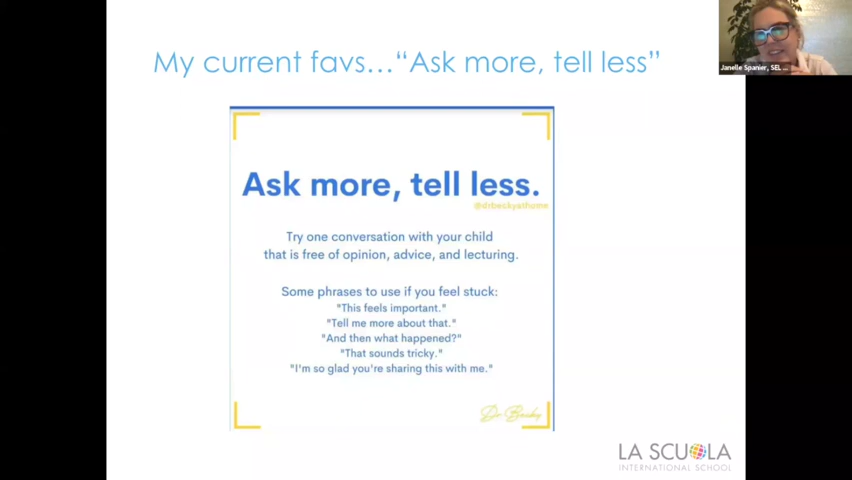 My current favs...“Ask more, tell less”
Janelle Spanier, SEL ...
Ask more, tell less.
@drbeckyathome
Try one conversation with your child
that is free of opinion, advice, and lecturing.
Some phrases to use if you feel stuck:
"This feels important."
"Tell me more about that."
"And then what happened?"
"That sounds tricky."
"I'm so glad you're sharing this with me."
Dr. Becky
LA SCUOLA
INTERNATIONAL SCHOOL